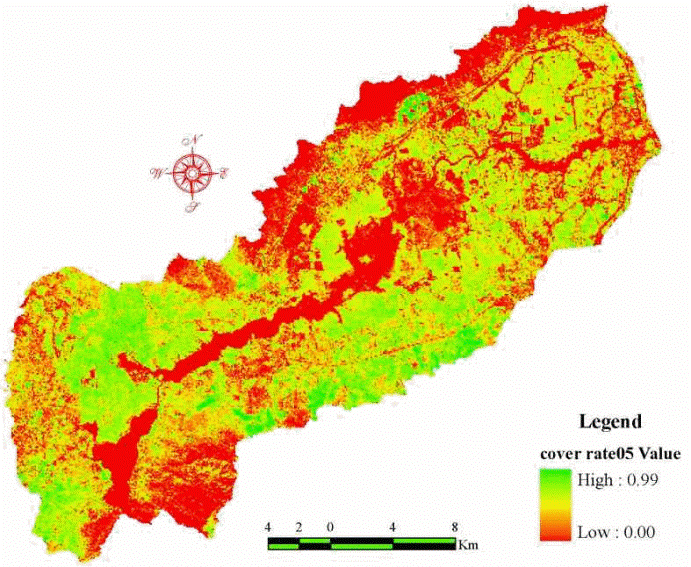 N
W E
S
Legend
cover rate05 Value
High : 0.99
Low : 0.00
4 2 0 4 8
Km